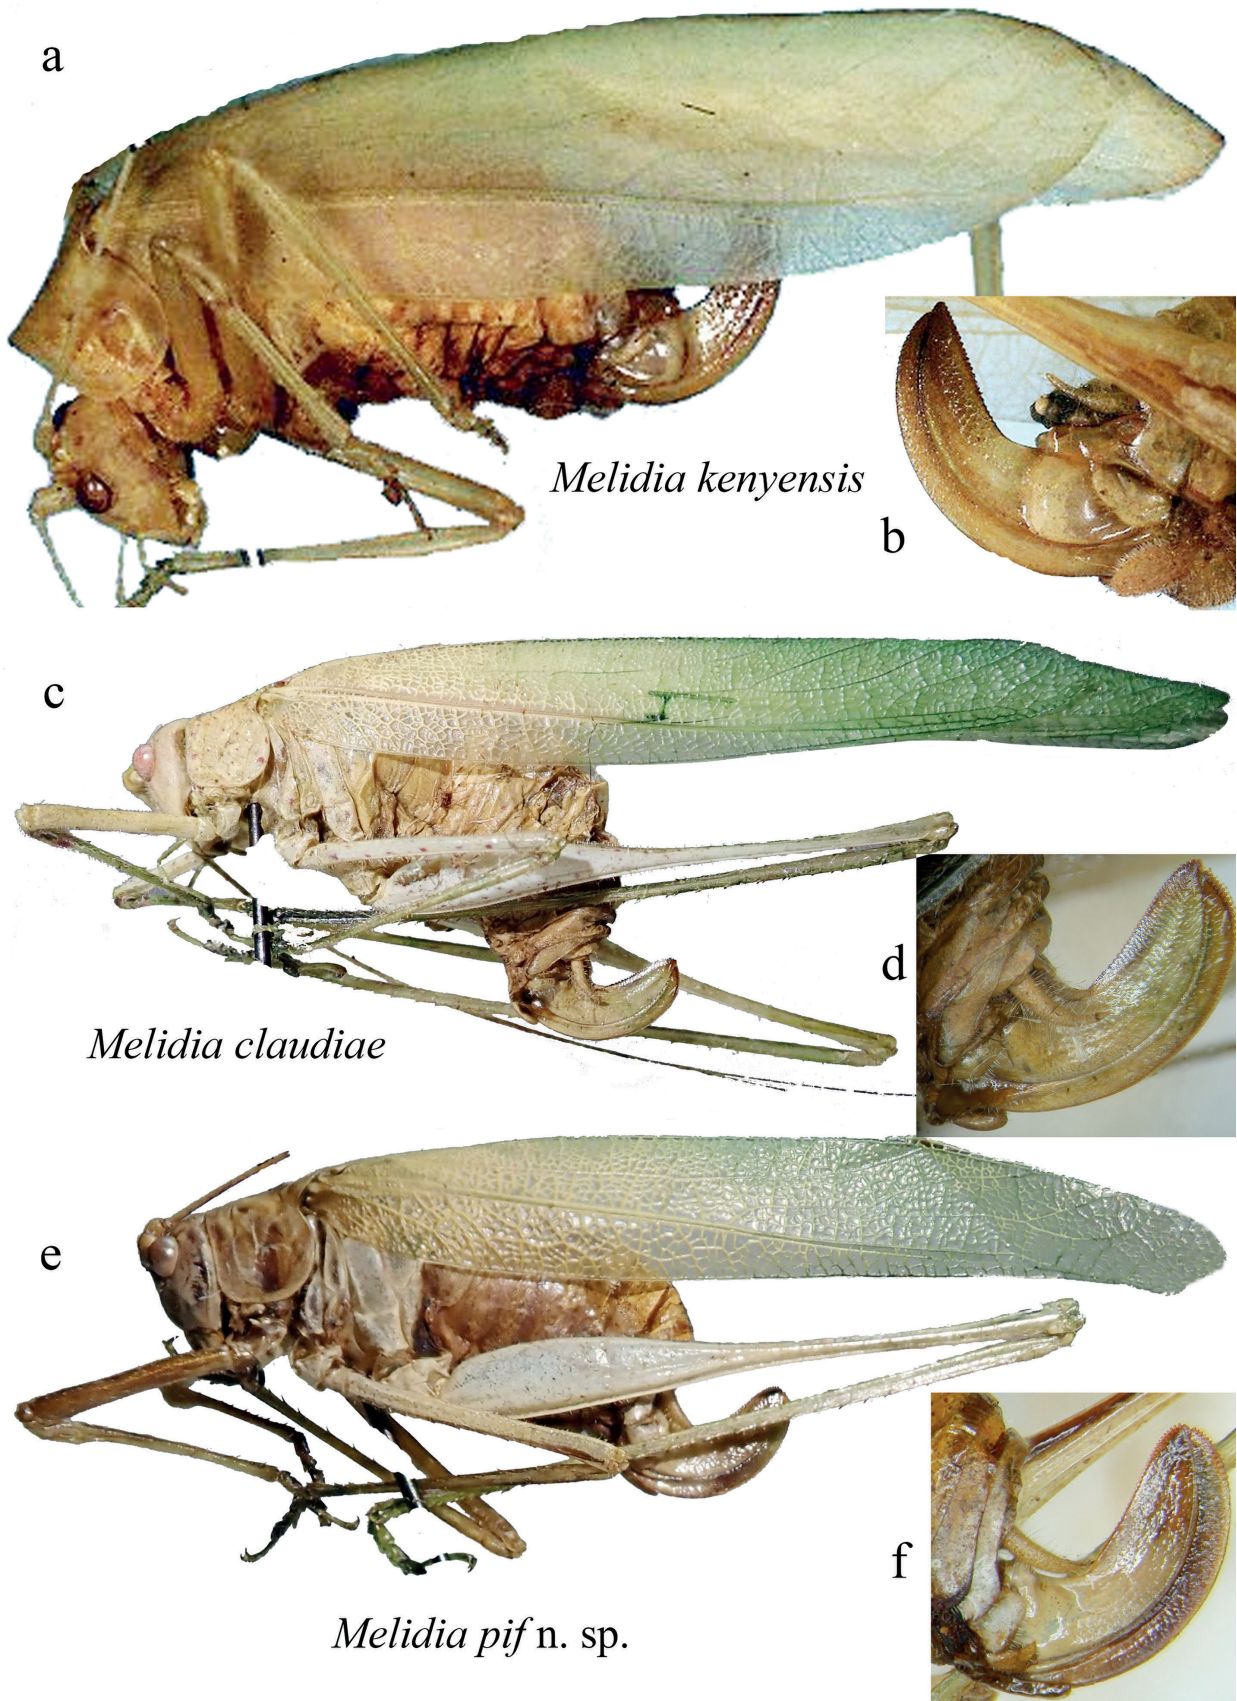 a
Melidia kenyensis
b
c
d
Melidia claudiae
e
f
Melidia pif n. sp.